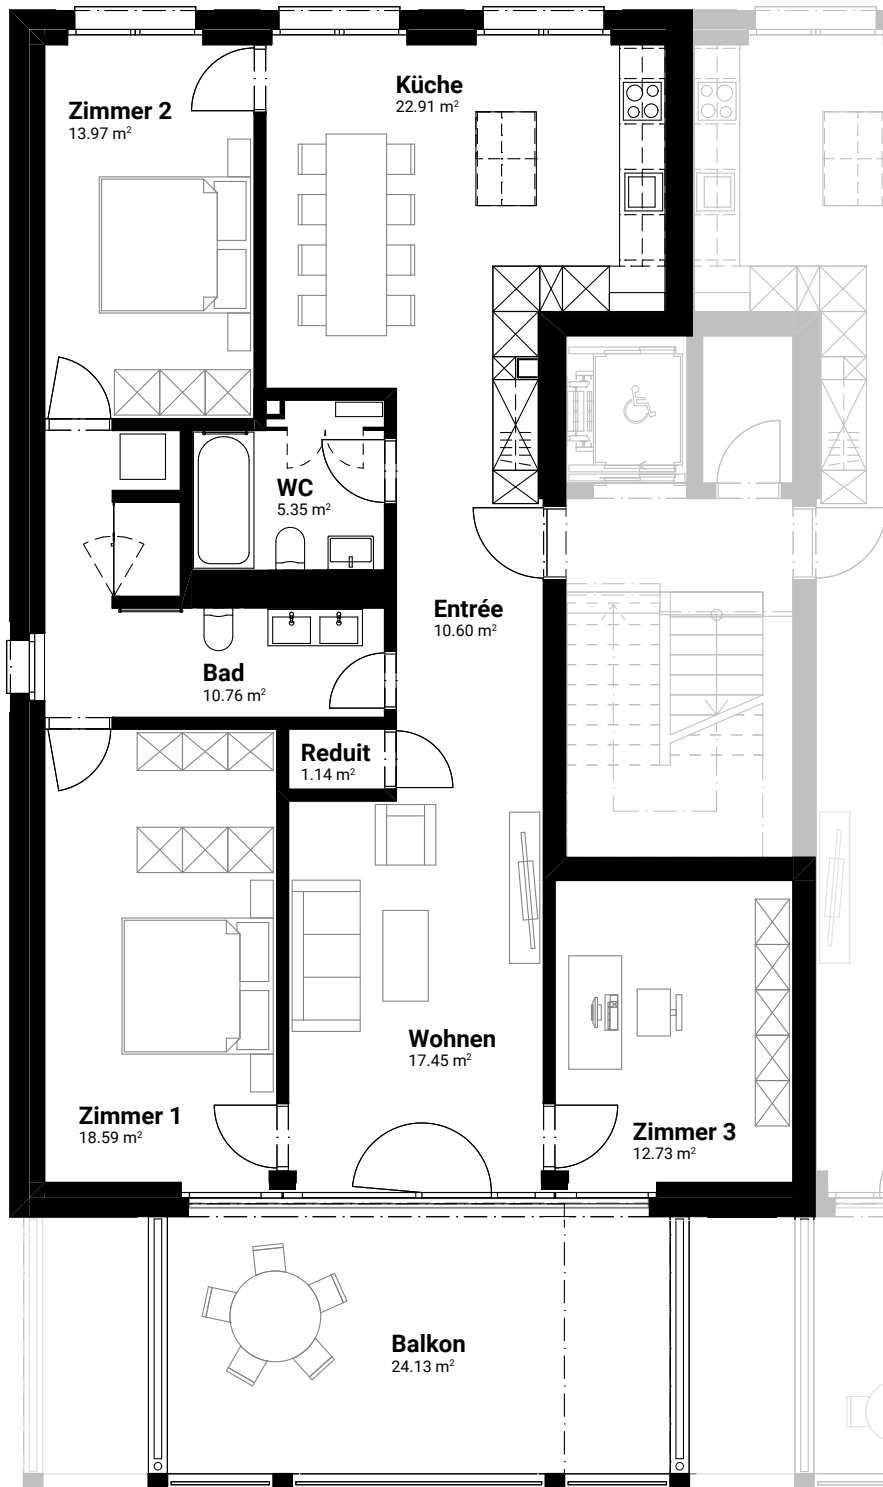 Küche
22.91 m²
Zimmer 2
13.97 m²
WC
5.35 m²
Entrée
10.60 m²
Bad
10.76 m²
Reduit
1.14 m²
Wohnen
17.45 m²
Zimmer 1
18.59 m²
Zimmer 3
12.73 m²
Balkon
24.13 m²